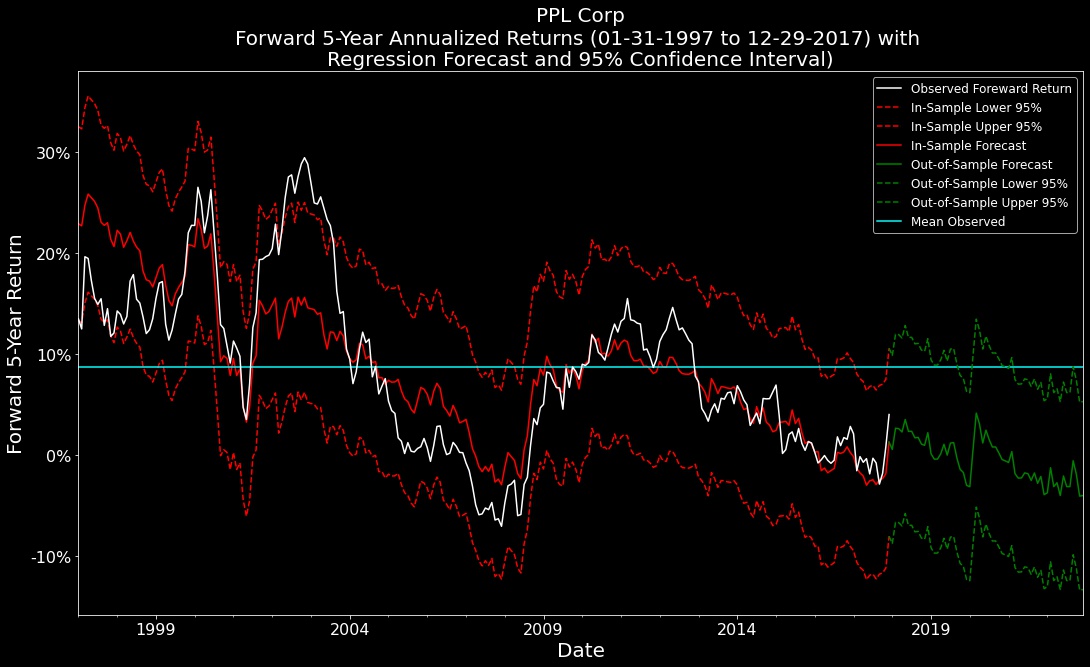 PPL Corp
Forward 5-Year Annualized Returns (01-31-1997 to 12-29-2017) with
Regression Forecast and 95% Confidence Interval)
Observed Foreward Return
In-Sample Lower 95%
In-Sample Upper 95%
In-Sample Forecast
Out-of-Sample Forecast
Out-of-Sample Lower 95%
Out-of-Sample Upper 95%
Mean Observed
Forward 5-Year Return
30%
20%
10%
0%
-10%
1999
2004
2009
2014
2019
Date